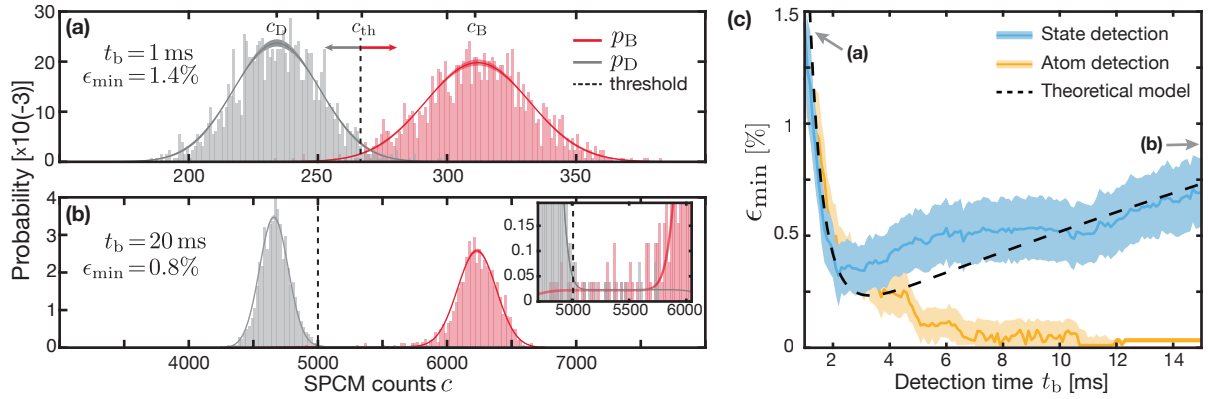 (a)
c_D
c_th
c_B
t_b = 1 ms
ϵ_min = 1.4%
p_B
p_D
threshold
30
20
10
0
200
250
300
350
Probability [×10(-3)]
(b)
t_b = 20 ms
ϵ_min = 0.8%
4
3
2
1
0
4000
5000
6000
7000
SPCM counts c
0.15
0.1
0.05
0
5000
5500
6000
(c)
1.5
1
0.5
0
ϵ_min [%]
(a)
State detection
Atom detection
Theoretical model
(b)
2
4
6
8
10
12
14
Detection time t_b [ms]